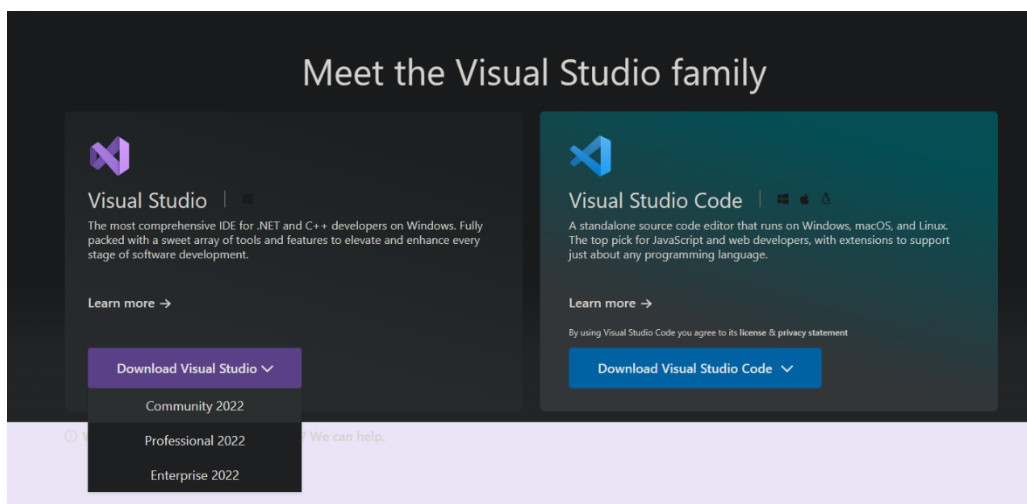 Meet the Visual Studio family
Visual Studio
The most comprehensive IDE for .NET and C++ developers on Windows. Fully
packed with a sweet array of tools and features to elevate and enhance every
stage of software development.
Learn more →
Download Visual Studio
Community 2022
Professional 2022
Enterprise 2022
Visual Studio Code
A standalone source code editor that runs on Windows, macOS, and Linux.
The top pick for JavaScript and web developers, with extensions to support
just about any programming language.
Learn more →
By using Visual Studio Code you agree to its license & privacy statement
Download Visual Studio Code
? We can help.